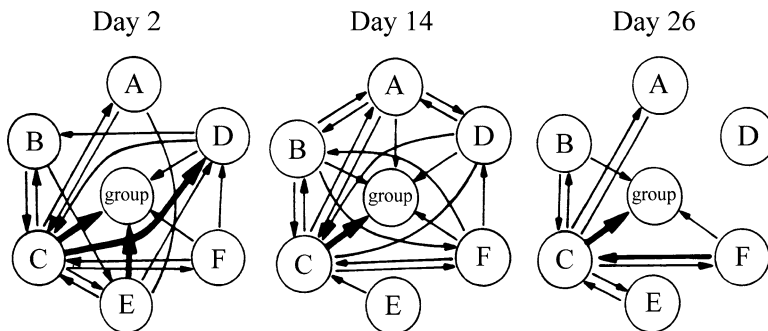 Day 2 Day 14 Day 26
A A A
B D B D B D
group group group
C F C F C F
E E E